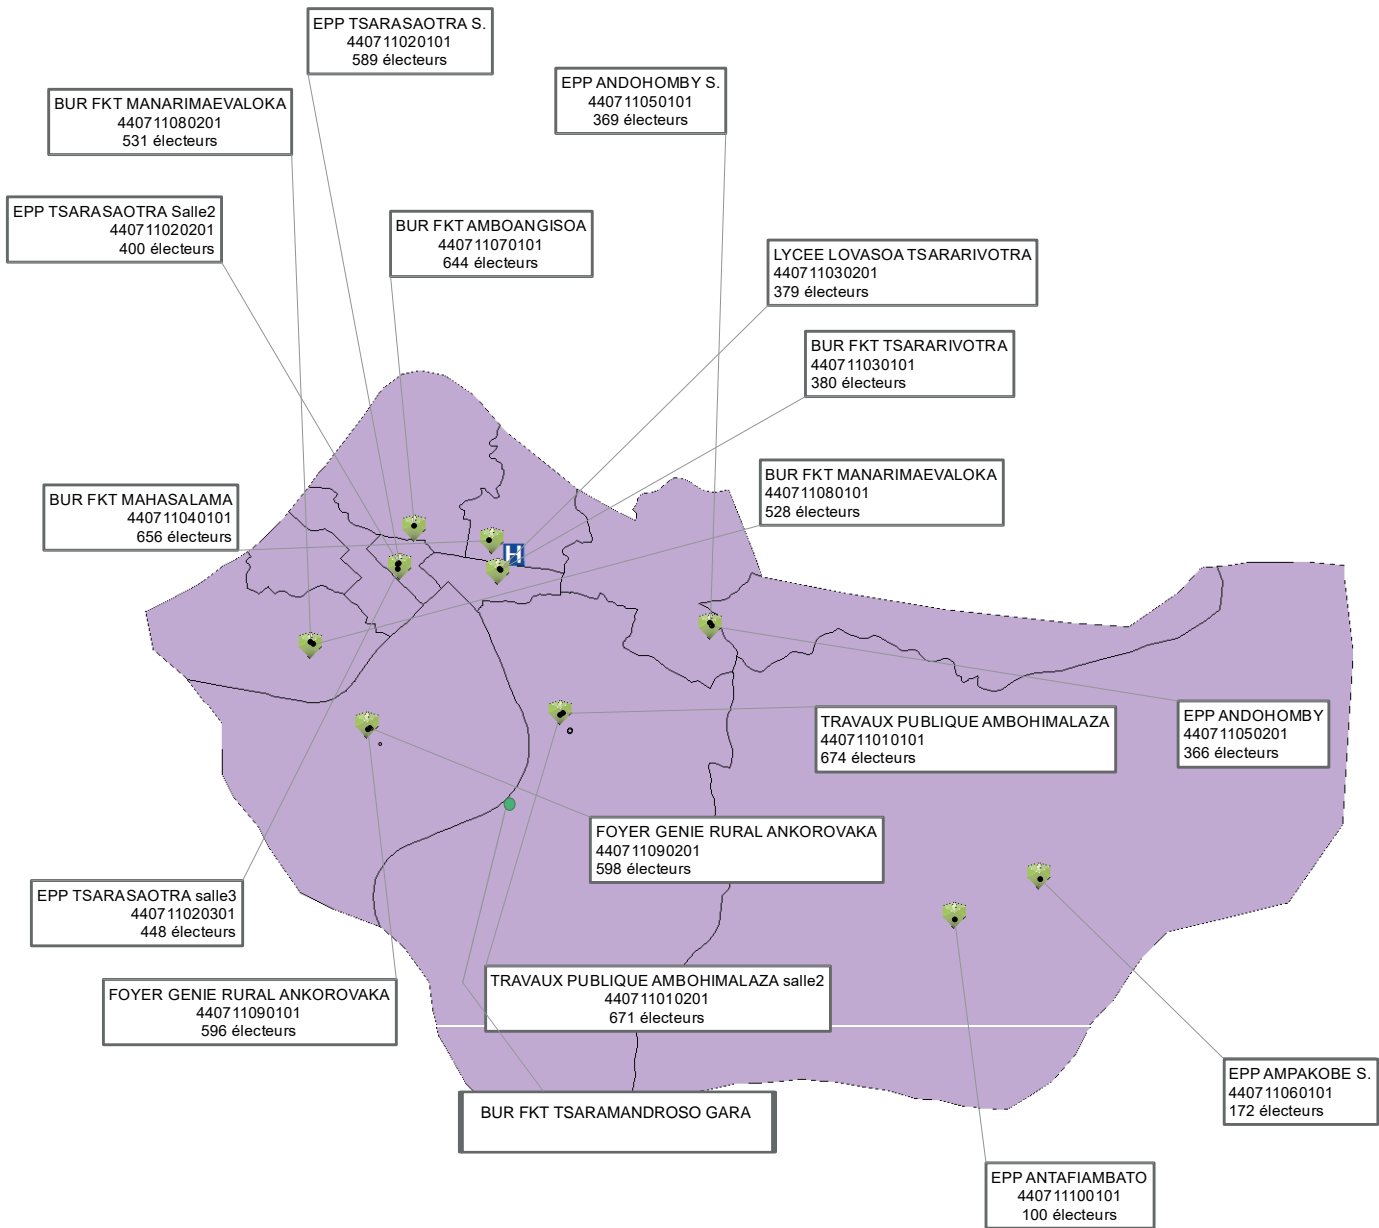 EPP TSARASAOTRA S.
440711020101
589 électeurs
EPP ANDOHOMBY S.
440711050101
369 électeurs
BUR FKT MANARIMAEVALOKA
440711080201
531 électeurs
EPP TSARASAOTRA Salle2
440711020201
400 électeurs
BUR FKT AMBOANGISOA
440711070101
644 électeurs
LYCEE LOVASOA TSARARIVOTRA
440711030201
379 électeurs
BUR FKT TSARARIVOTRA
440711030101
380 électeurs
BUR FKT MANARIMAEVALOKA
440711080101
528 électeurs
BUR FKT MAHASALAMA
440711040101
656 électeurs
H
EPP ANDOHOMBY
440711050201
366 électeurs
TRAVAUX PUBLIQUE AMBOHIMALAZA
440711010101
674 électeurs
FOYER GENIE RURAL ANKOROVAKA
440711090201
598 électeurs
EPP TSARASAOTRA salle3
440711020301
448 électeurs
FOYER GENIE RURAL ANKOROVAKA
440711090101
596 électeurs
TRAVAUX PUBLIQUE AMBOHIMALAZA salle2
440711010201
671 électeurs
BUR FKT TSARAMANDROSO GARA
EPP AMPAKOBE S.
440711060101
172 électeurs
EPP ANTAFIAMBATO
440711100101
100 électeurs